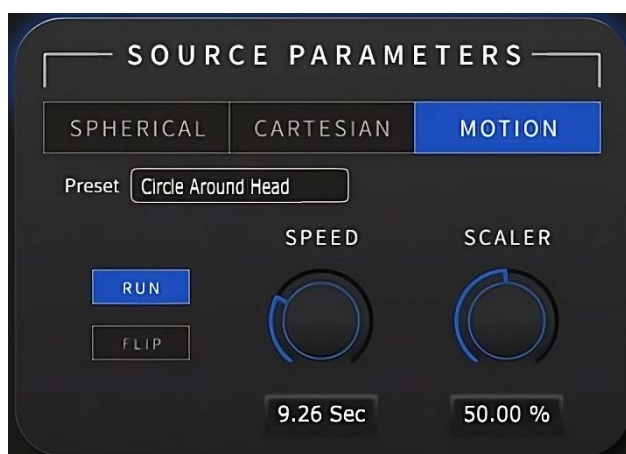 SOURCE PARAMETERS
SPHERICAL CARTESIAN MOTION
Preset Circle Around Head
SPEED SCALER
RUN
FLIP
9.26 Sec 50.00 %